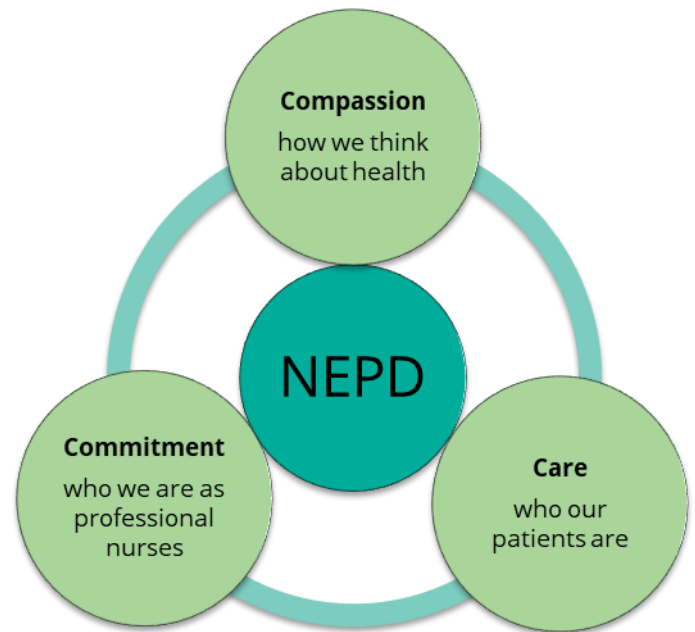 Compassion
how we think
about health
NEPD
Commitment
who we are as
professional
nurses
Care
who our
patients are